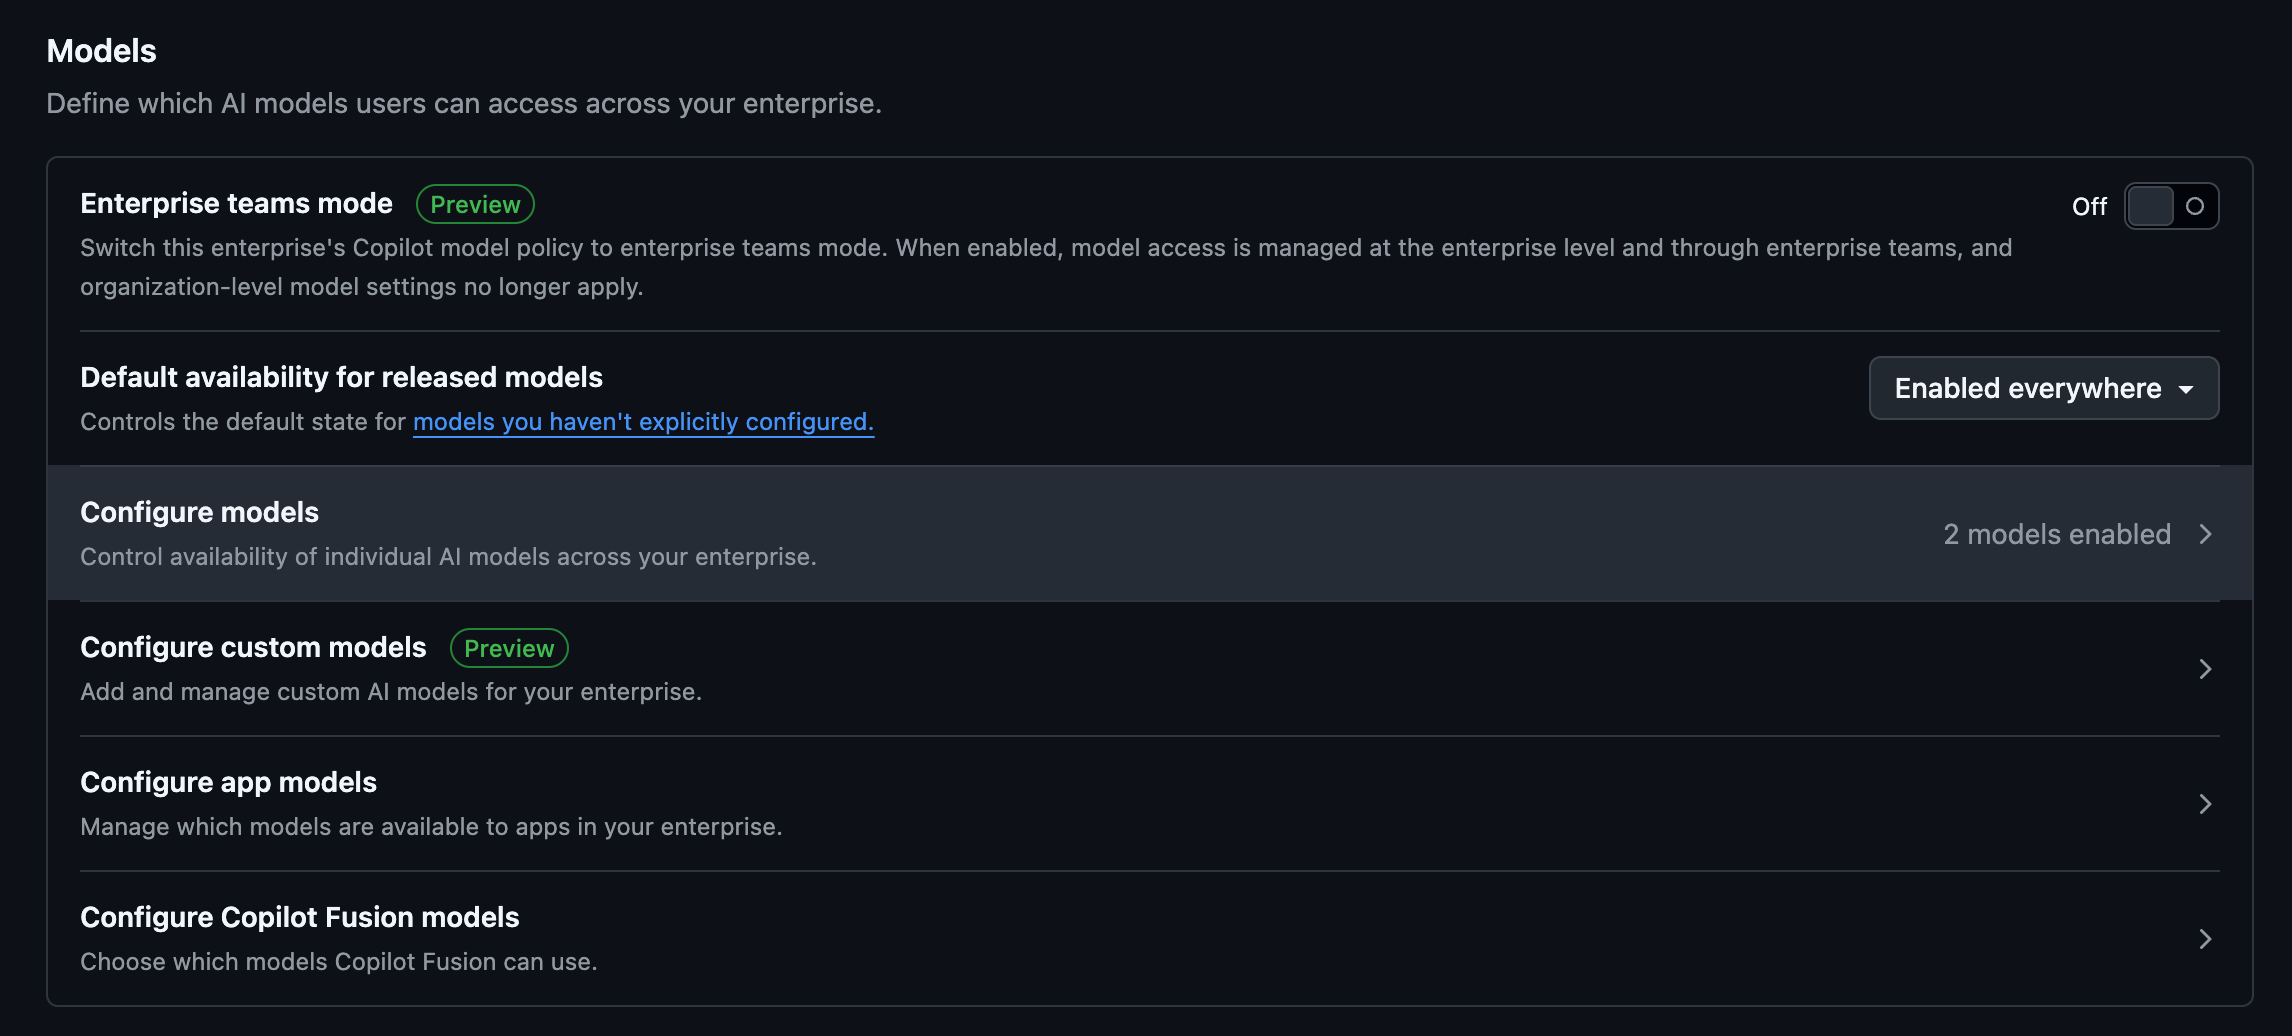 Models
Define which AI models users can access across your enterprise.
Enterprise teams mode Preview
Off
Switch this enterprise's Copilot model policy to enterprise teams mode. When enabled, model access is managed at the enterprise level and through enterprise teams, and
organization-level model settings no longer apply.
Default availability for released models
Enabled everywhere
Controls the default state for models you haven't explicitly configured.
Configure models
2 models enabled
Control availability of individual AI models across your enterprise.
Configure custom models Preview
Add and manage custom AI models for your enterprise.
Configure app models
Manage which models are available to apps in your enterprise.
Configure Copilot Fusion models
Choose which models Copilot Fusion can use.